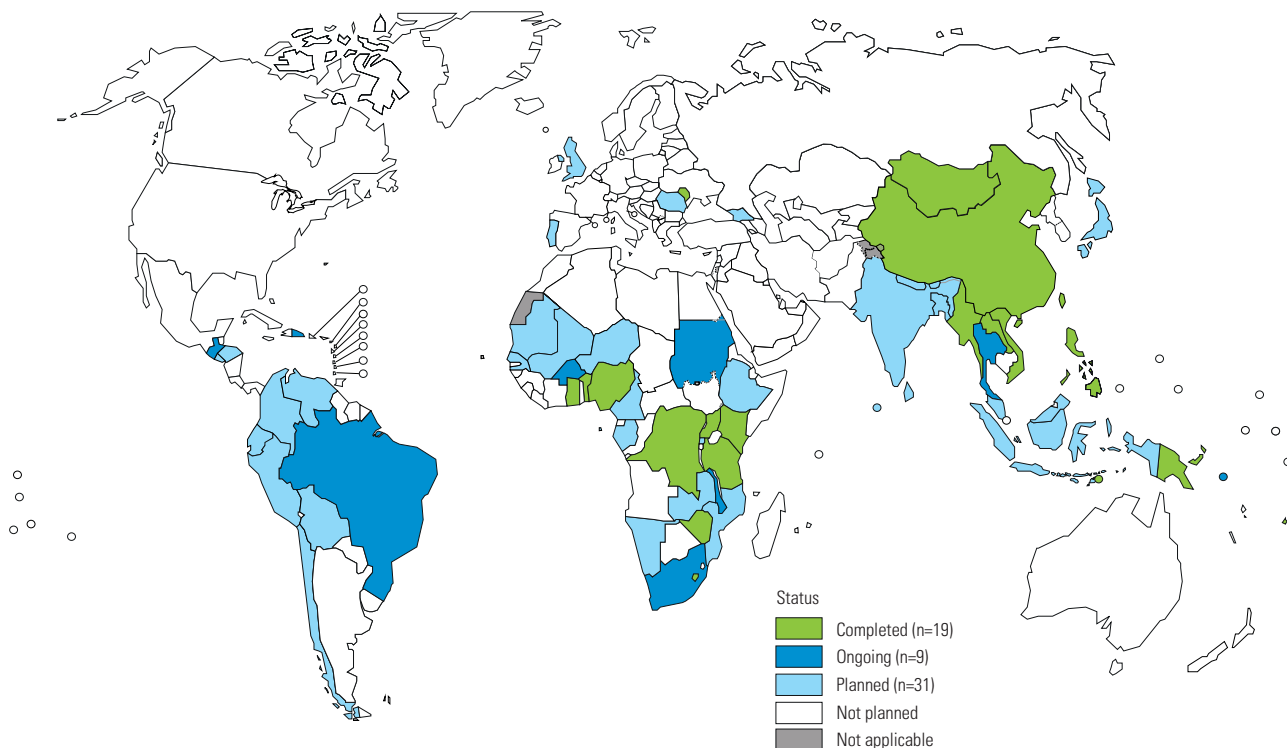 Status
Completed (n=19)
Ongoing (n=9)
Planned (n=31)
Not planned
Not applicable